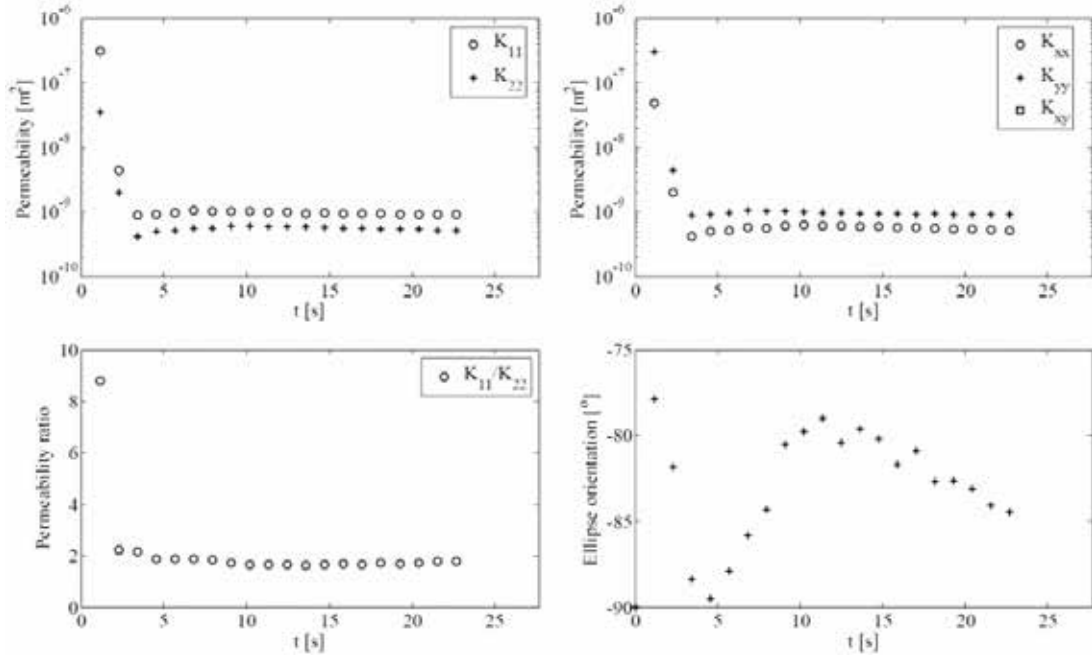 10⁻⁶
10⁻⁷
10⁻⁸
10⁻⁹
10⁻¹⁰
Permeability [m²]
0 5 10 15 20 25
t [s]
K₁₁
K₂₂
10⁻⁶
10⁻⁷
10⁻⁸
10⁻⁹
10⁻¹⁰
Permeability [m²]
0 5 10 15 20 25
t [s]
Kₓₓ
K_yy
K_xy
10
8
6
4
2
0
Permeability ratio
0 5 10 15 20 25
t [s]
K₁₁/K₂₂
-75
-80
-85
-90
Ellipse orientation [°]
0 5 10 15 20 25
t [s]